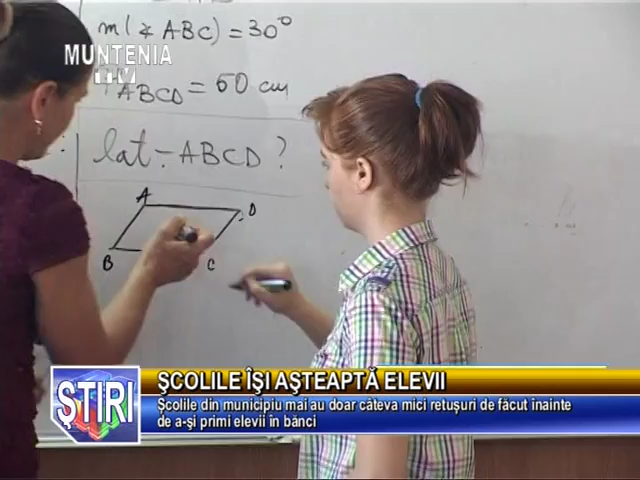 m(∢ ABC) = 30°
MUNTENIA
TV
P ABCD = 60 cm
lat. ABCD ?
A
D
B
C
ŞTIRI
ŞCOLILE ÎŞI AŞTEAPTĂ ELEVII
Şcolile din municipiu mai au doar câteva mici retuşuri de făcut înainte
de a-şi primi elevii în bănci